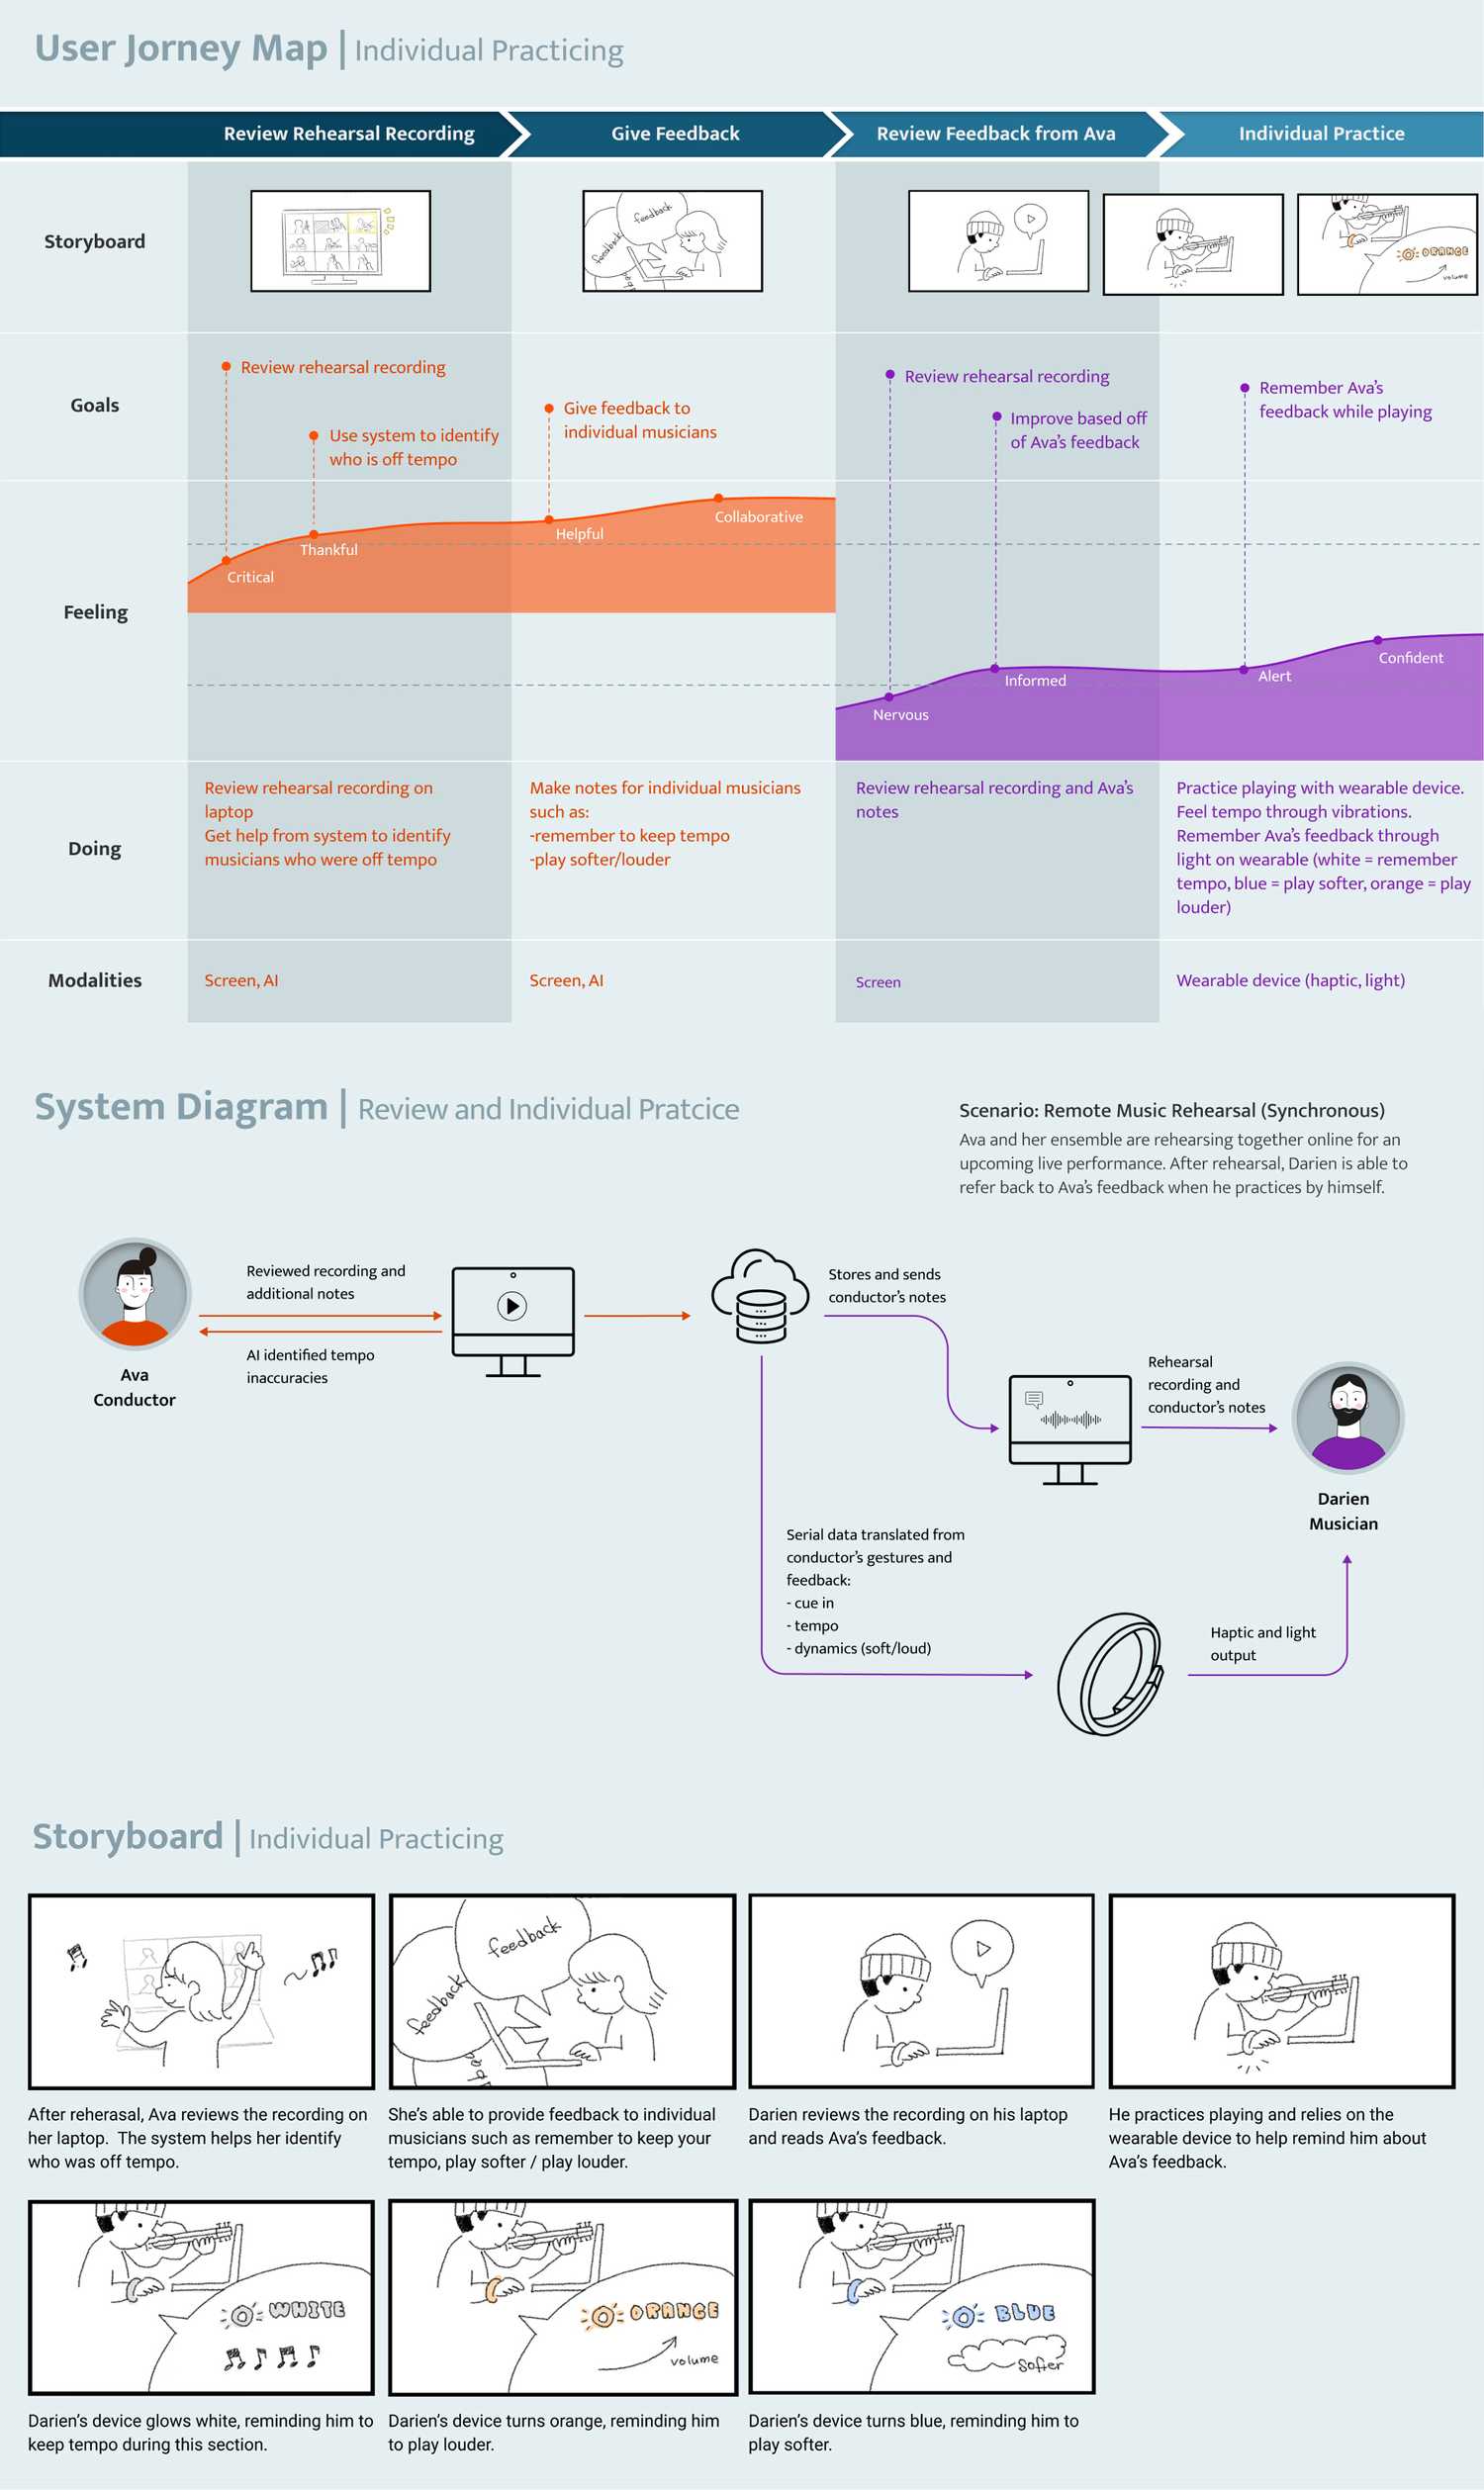 User Jorney Map | Individual Practicing
Review Rehearsal Recording
Give Feedback
Review Feedback from Ava
Individual Practice
Storyboard
feedback
feedback
ORANGE
volume
Goals
Review rehearsal recording
Use system to identify
who is off tempo
Give feedback to
individual musicians
Review rehearsal recording
Improve based off
of Ava's feedback
Remember Ava's
feedback while playing
Feeling
Critical
Thankful
Helpful
Collaborative
Nervous
Informed
Alert
Confident
Doing
Review rehearsal recording on
laptop
Get help from system to identify
musicians who were off tempo
Make notes for individual musicians
such as:
-remember to keep tempo
-play softer/louder
Review rehearsal recording and Ava's
notes
Practice playing with wearable device.
Feel tempo through vibrations.
Remember Ava's feedback through
light on wearable (white = remember
tempo, blue = play softer, orange = play
louder)
Modalities
Screen, AI
Screen, AI
Screen
Wearable device (haptic, light)
System Diagram | Review and Individual Pratcice
Scenario: Remote Music Rehearsal (Synchronous)
Ava and her ensemble are rehearsing together online for an
upcoming live performance. After rehearsal, Darien is able to
refer back to Ava's feedback when he practices by himself.
Reviewed recording and
additional notes
AI identified tempo
inaccuracies
Ava
Conductor
Stores and sends
conductor's notes
Rehearsal
recording and
conductor's notes
Darien
Musician
Serial data translated from
conductor's gestures and
feedback:
- cue in
- tempo
- dynamics (soft/loud)
Haptic and light
output
Storyboard | Individual Practicing
feedback
feedback
After reherasal, Ava reviews the recording on
her laptop.  The system helps her identify
who was off tempo.
She's able to provide feedback to individual
musicians such as remember to keep your
tempo, play softer / play louder.
Darien reviews the recording on his laptop
and reads Ava's feedback.
He practices playing and relies on the
wearable device to help remind him about
Ava's feedback.
WHITE
ORANGE
volume
BLUE
Softer
Darien's device glows white, reminding him to
keep tempo during this section.
Darien's device turns orange, reminding him
to play louder.
Darien's device turns blue, reminding him to
play softer.